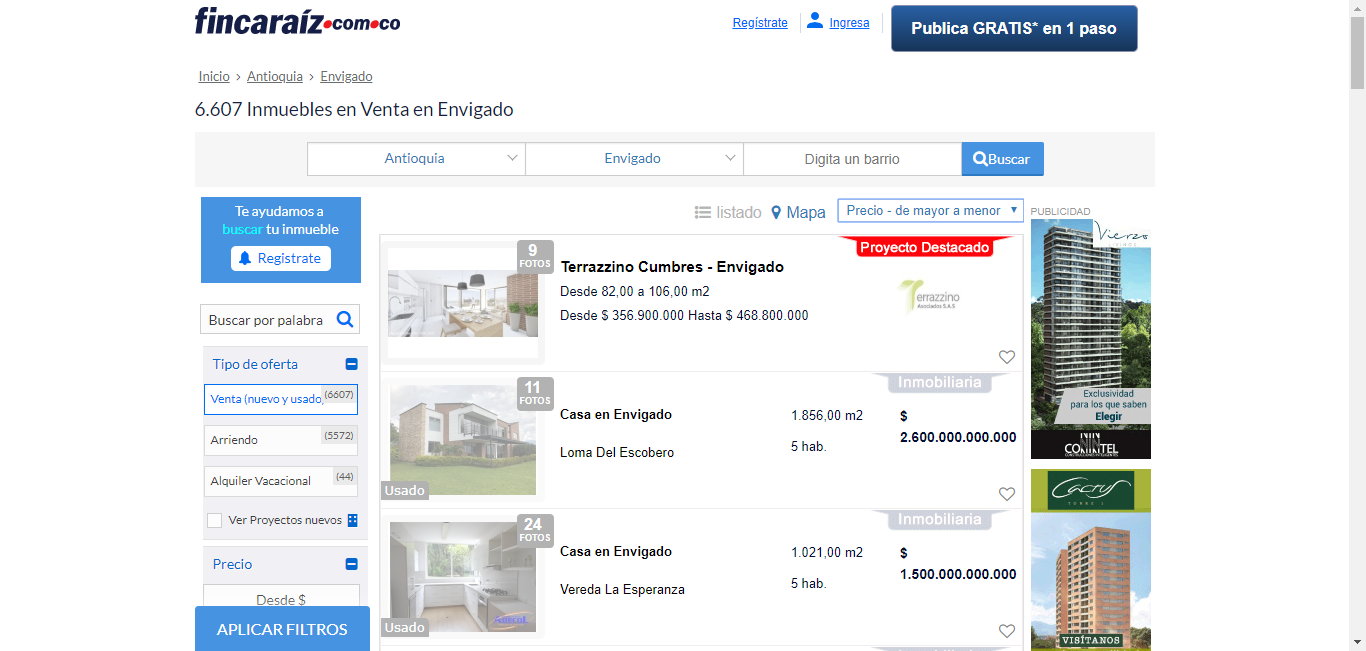 fincaraíz.com.co
Regístrate
Ingresa
Publica GRATIS* en 1 paso
Inicio › Antioquia › Envigado
6.607 Inmuebles en Venta en Envigado
Antioquia
Envigado
Digita un barrio
Buscar
Te ayudamos a
buscar tu inmueble
Registrate
listado
Mapa
Precio - de mayor a menor
PUBLICIDAD
Buscar por palabra
Tipo de oferta
Venta (nuevo y usado)
(6607)
Arriendo
(5572)
Alquiler Vacacional
(44)
Ver Proyectos nuevos
Precio
Desde $
APLICAR FILTROS
9
FOTOS
Terrazzino Cumbres - Envigado
Desde 82,00 a 106,00 m2
Desde $ 356.900.000 Hasta $ 468.800.000
Proyecto Destacado
Terrazzino
Asociados S.A.S
11
FOTOS
Usado
Casa en Envigado
Loma Del Escobero
1.856,00 m2
5 hab.
Inmobiliaria
$
2.600.000.000.000
24
FOTOS
Usado
Casa en Envigado
Vereda La Esperanza
1.021,00 m2
5 hab.
Inmobiliaria
$
1.500.000.000.000
Vierzo
Exclusividad
para los que saben
Elegir
CONINTEL
CONSTRUCCIONES INTELIGENTES
Cactus
VISÍTANOS